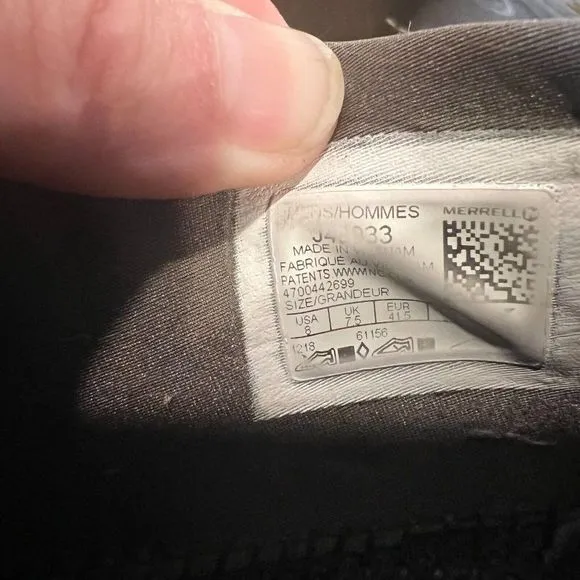 /HOMMES MERRELL
MADE IN
FABRIQUE AU
PATENTS
4700442699
SIZE/GRANDEUR
USA UK EUR
8 7.5 41.5
1218 61156